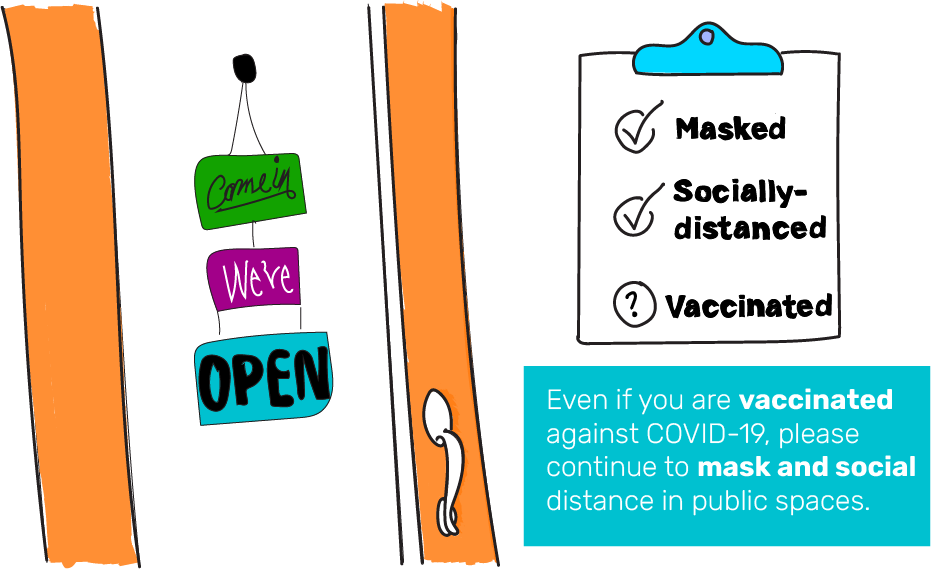 Come in
We're
OPEN
Masked
Socially-
distanced
? Vaccinated
Even if you are vaccinated
against COVID-19, please
continue to mask and social
distance in public spaces.